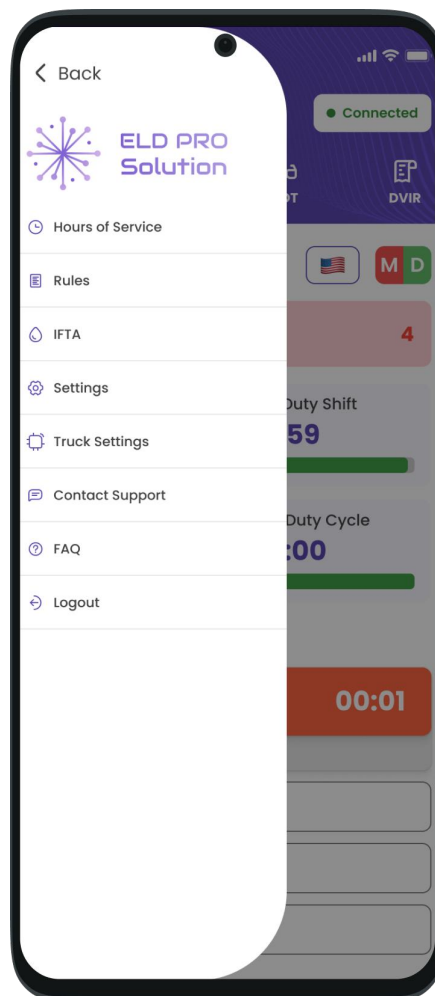 Back
Connected
ELD PRO
Solution
DVIR
Hours of Service
Rules
M D
IFTA
4
Settings
Duty Shift
Truck Settings
59
Contact Support
Duty Cycle
FAQ
:00
Logout
00:01